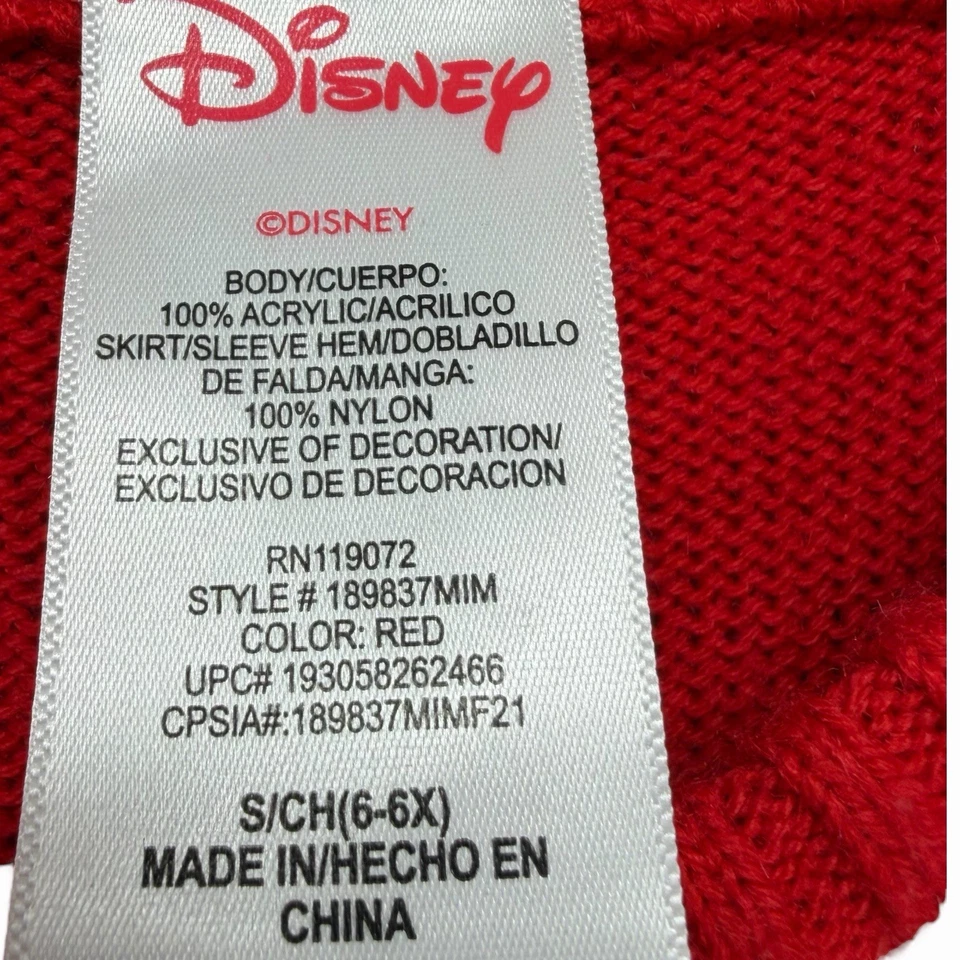 Disney
©DISNEY
BODY/CUERPO:
100% ACRYLIC/ACRILICO
SKIRT/SLEEVE HEM/DOBLADILLO
DE FALDA/MANGA:
100% NYLON
EXCLUSIVE OF DECORATION/
EXCLUSIVO DE DECORACION
RN119072
STYLE # 189837MIM
COLOR: RED
UPC# 193058262466
CPSIA#:189837MIMF21
S/CH(6-6X)
MADE IN/HECHO EN
CHINA